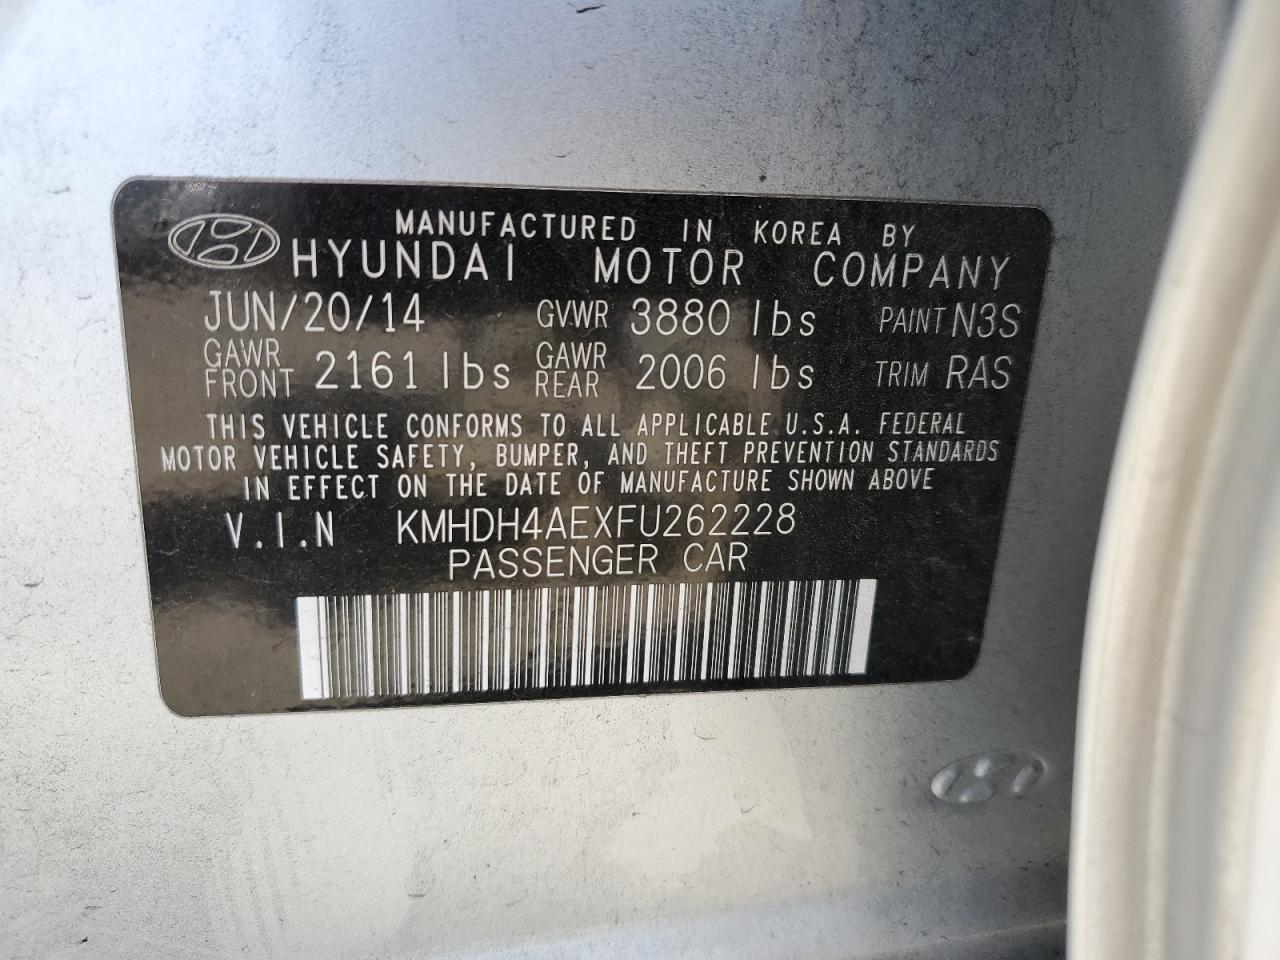 MANUFACTURED IN KOREA BY
HYUNDAI MOTOR COMPANY
JUN/20/14 GVWR 3880 lbs PAINT N3S
GAWR FRONT 2161 lbs GAWR REAR 2006 lbs TRIM RAS
THIS VEHICLE CONFORMS TO ALL APPLICABLE U.S.A. FEDERAL
MOTOR VEHICLE SAFETY, BUMPER, AND THEFT PREVENTION STANDARDS
IN EFFECT ON THE DATE OF MANUFACTURE SHOWN ABOVE
V.I.N KMHDH4AEXFU262228
PASSENGER CAR